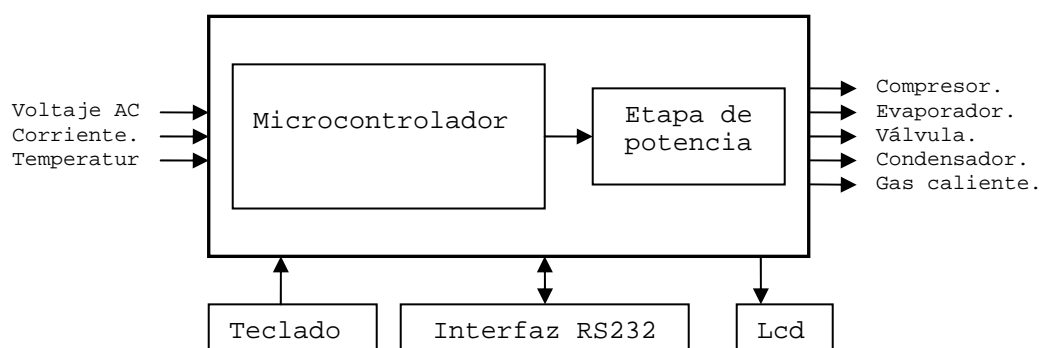 Voltaje AC
Corriente.
Temperatur
Microcontrolador
Etapa de
potencia
Compresor.
Evaporador.
Válvula.
Condensador.
Gas caliente.
Teclado
Interfaz RS232
Lcd